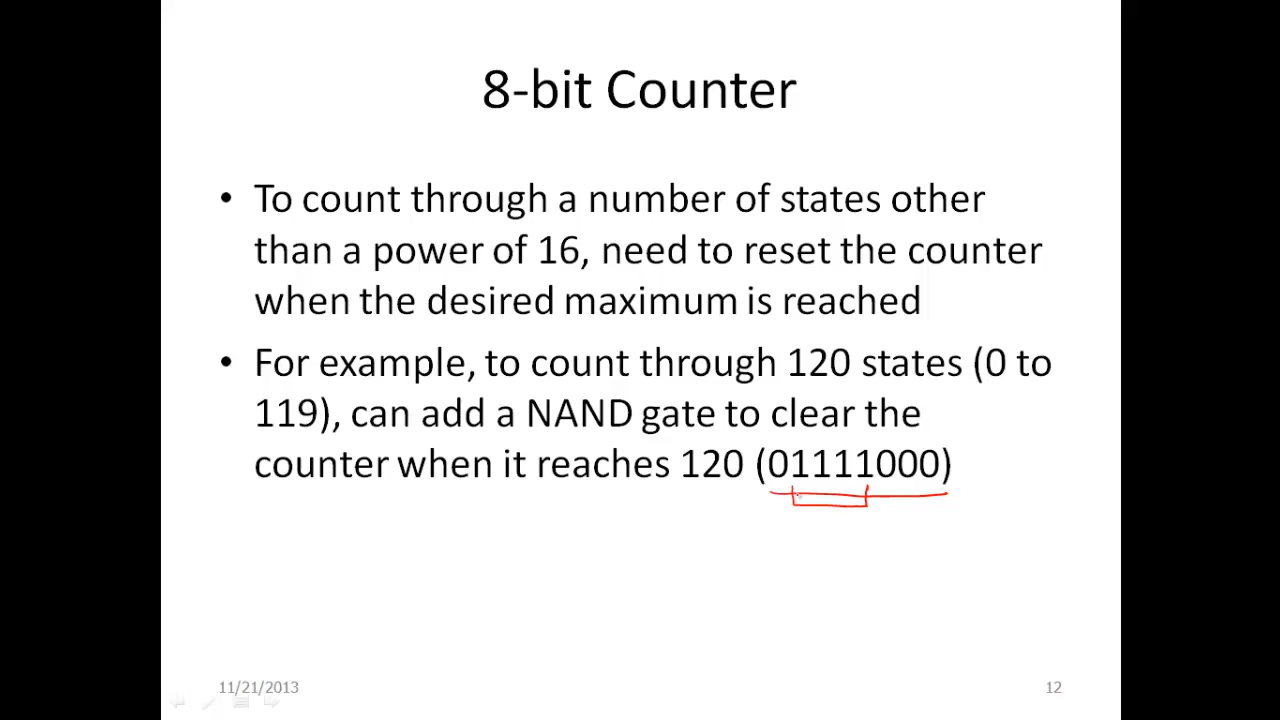 8-bit Counter
• To count through a number of states other
than a power of 16, need to reset the counter
when the desired maximum is reached
• For example, to count through 120 states (0 to
119), can add a NAND gate to clear the
counter when it reaches 120 (01111000)
11/21/2013
12